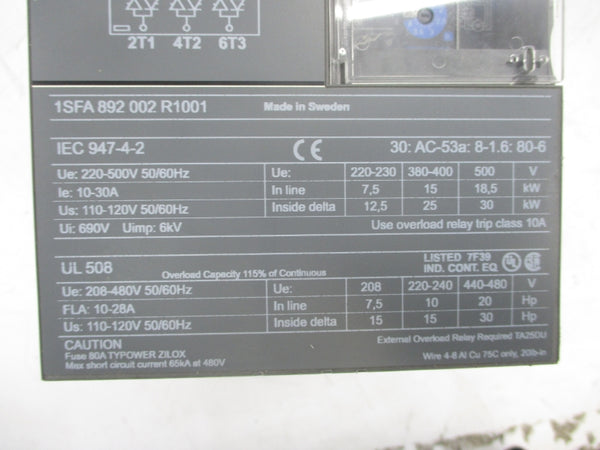 2T1 4T2 6T3
1SFA 892 002 R1001 Made in Sweden
IEC 947-4-2 CE 30: AC-53a: 8-1.6: 80-6
Ue: 220-500V 50/60Hz Ue: 220-230 380-400 500 V
Ie: 10-30A In line 7,5 15 18,5 kW
Us: 110-120V 50/60Hz Inside delta 12,5 25 30 kW
Ui: 690V Uimp: 6kV Use overload relay trip class 10A
UL 508 Overload Capacity 115% of Continuous LISTED 7F39
IND. CONT. EQ UL SA
Ue: 208-480V 50/60Hz Ue: 208 220-240 440-480 V
FLA: 10-28A In line 7,5 10 20 Hp
Us: 110-120V 50/60Hz Inside delta 15 15 30 Hp
CAUTION External Overload Relay Required TA25DU
Fuse 80A TYPOWER ZILOX Wire 4-8 Al Cu 75C only, 20lb-in
Max short circuit current 65kA at 480V